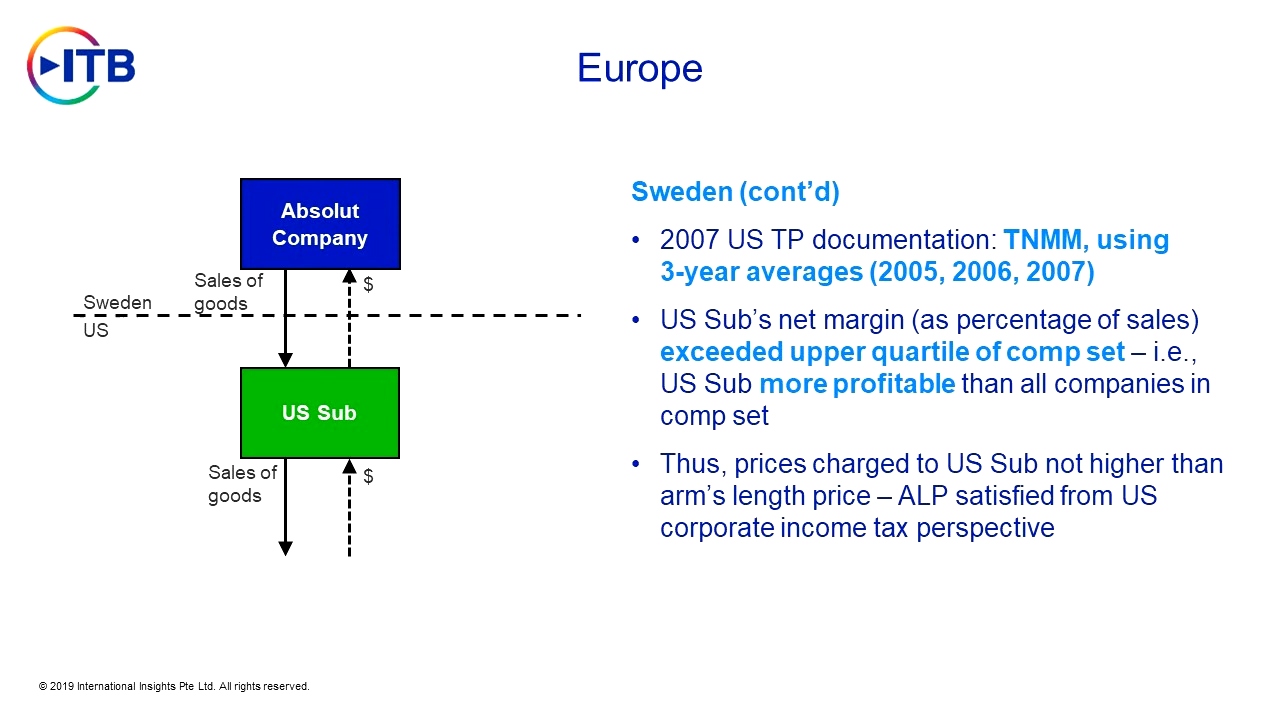 ITB
Europe
Absolut
Company
Sales of
goods
$
Sweden
US
US Sub
Sales of
goods
$
Sweden (cont’d)
• 2007 US TP documentation: TNMM, using
3-year averages (2005, 2006, 2007)
• US Sub’s net margin (as percentage of sales)
exceeded upper quartile of comp set – i.e.,
US Sub more profitable than all companies in
comp set
• Thus, prices charged to US Sub not higher than
arm’s length price – ALP satisfied from US
corporate income tax perspective
© 2019 International Insights Pte Ltd. All rights reserved.